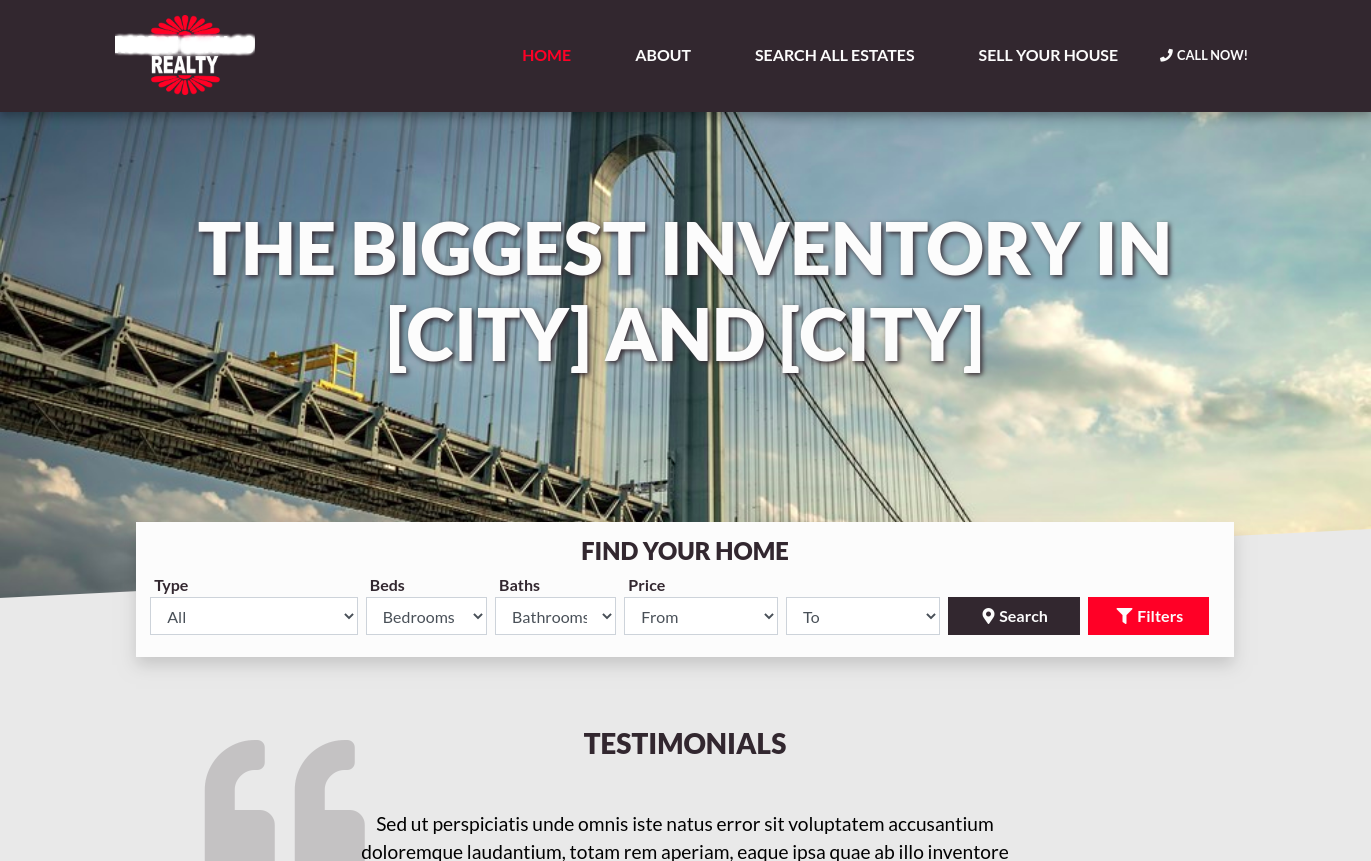 REALTY
HOME ABOUT SEARCH ALL ESTATES SELL YOUR HOUSE CALL NOW!
THE BIGGEST INVENTORY IN
[CITY] AND [CITY]
FIND YOUR HOME
Type Beds Baths Price
All Bedrooms Bathrooms From To Search Filters
TESTIMONIALS
Sed ut perspiciatis unde omnis iste natus error sit voluptatem accusantium
doloremque laudantium, totam rem aperiam, eaque ipsa quae ab illo inventore